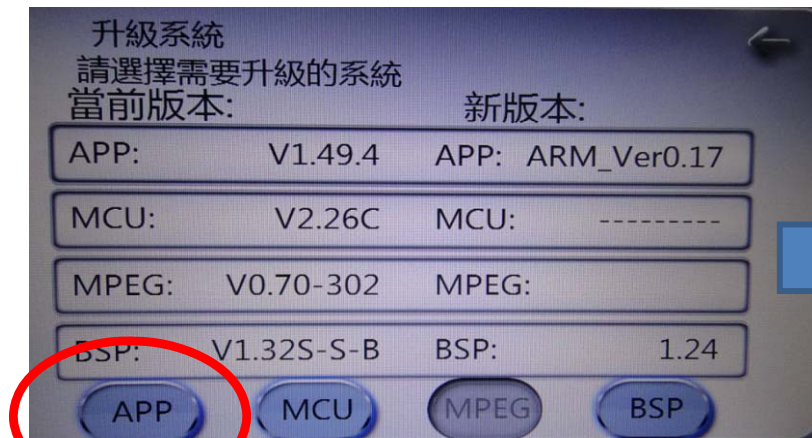 升級系統
請選擇需要升級的系統
當前版本: 新版本:
APP: V1.49.4 APP: ARM_Ver0.17
MCU: V2.26C MCU: ---------
MPEG: V0.70-302 MPEG:
BSP: V1.32S-S-B BSP: 1.24
APP MCU MPEG BSP